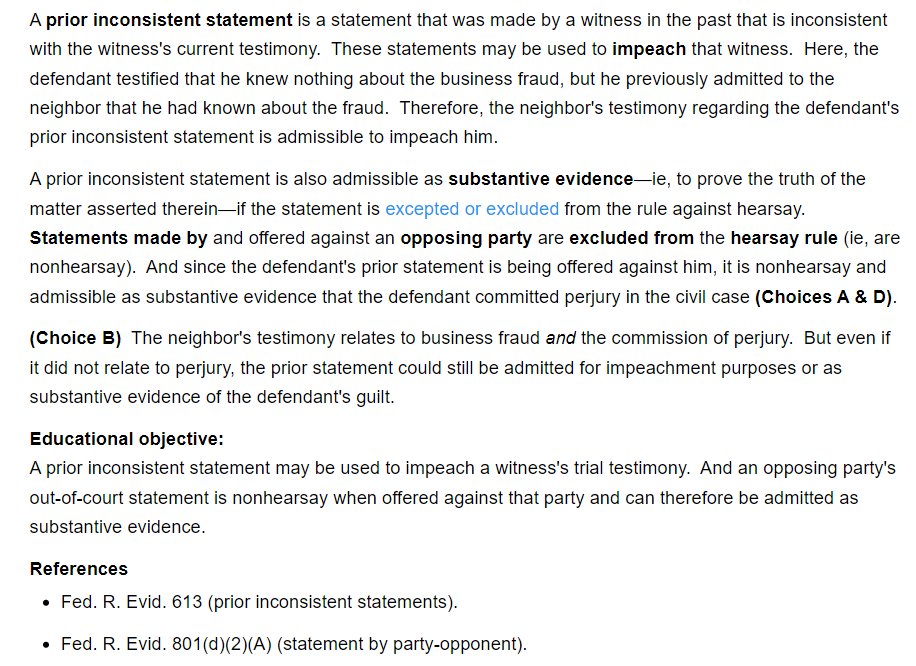 A prior inconsistent statement is a statement that was made by a witness in the past that is inconsistent
with the witness's current testimony.  These statements may be used to impeach that witness.  Here, the
defendant testified that he knew nothing about the business fraud, but he previously admitted to the
neighbor that he had known about the fraud.  Therefore, the neighbor's testimony regarding the defendant's
prior inconsistent statement is admissible to impeach him.
A prior inconsistent statement is also admissible as substantive evidence—ie, to prove the truth of the
matter asserted therein—if the statement is excepted or excluded from the rule against hearsay.
Statements made by and offered against an opposing party are excluded from the hearsay rule (ie, are
nonhearsay).  And since the defendant's prior statement is being offered against him, it is nonhearsay and
admissible as substantive evidence that the defendant committed perjury in the civil case (Choices A & D).
(Choice B)  The neighbor's testimony relates to business fraud and the commission of perjury.  But even if
it did not relate to perjury, the prior statement could still be admitted for impeachment purposes or as
substantive evidence of the defendant's guilt.
Educational objective:
A prior inconsistent statement may be used to impeach a witness's trial testimony.  And an opposing party's
out-of-court statement is nonhearsay when offered against that party and can therefore be admitted as
substantive evidence.
References
• Fed. R. Evid. 613 (prior inconsistent statements).
• Fed. R. Evid. 801(d)(2)(A) (statement by party-opponent).